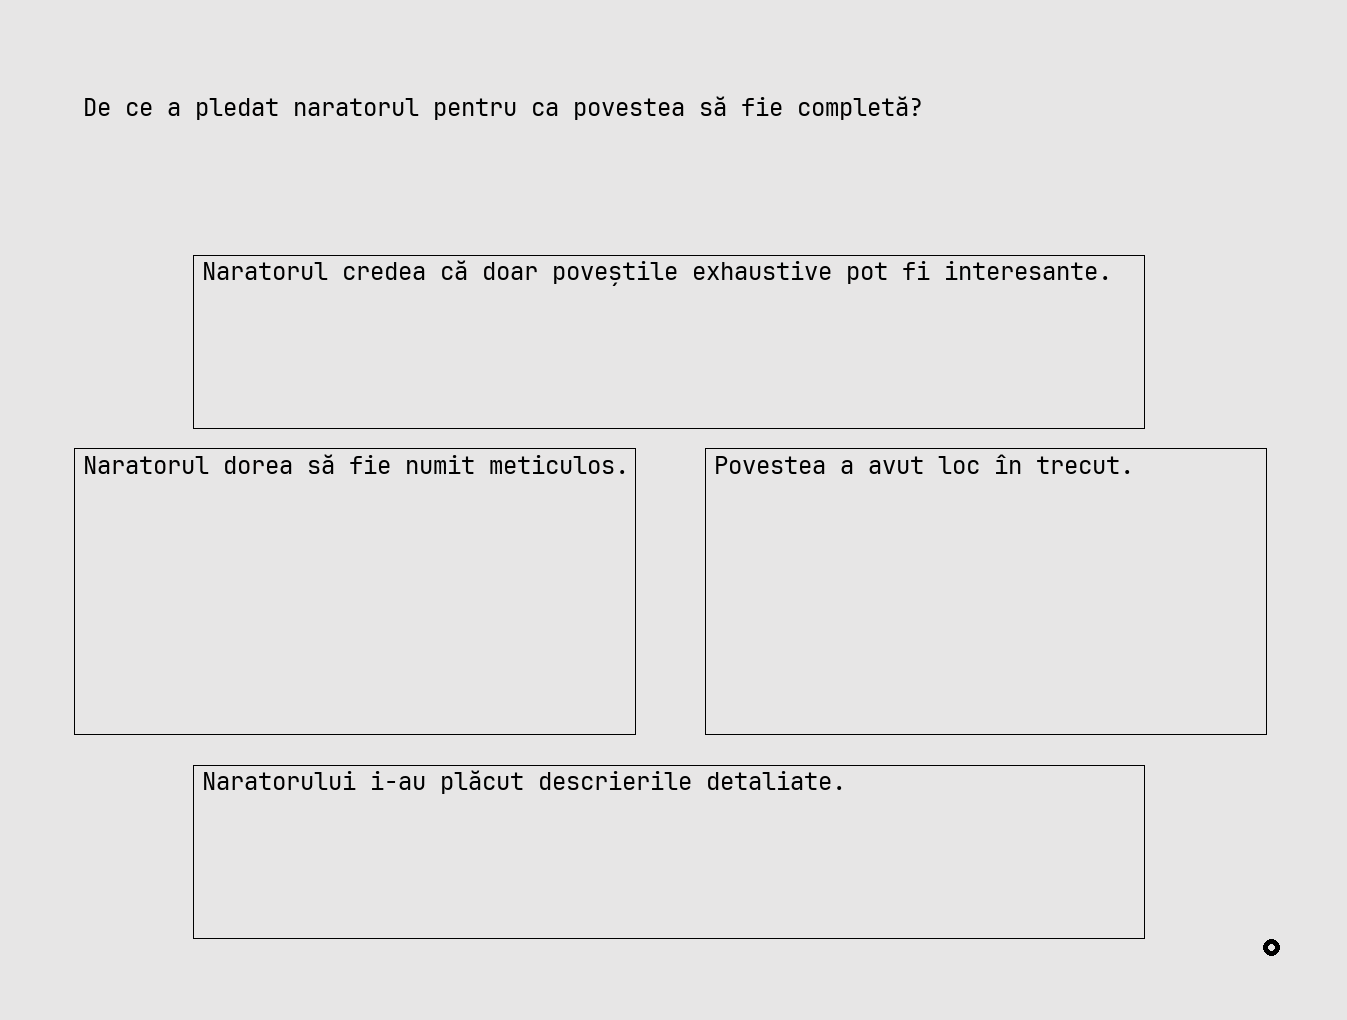 De ce a pledat naratorul pentru ca povestea să fie completă?
Naratorul credea că doar poveștile exhaustive pot fi interesante.
Naratorul dorea să fie numit meticulos.
Povestea a avut loc în trecut.
Naratorului i-au plăcut descrierile detaliate.